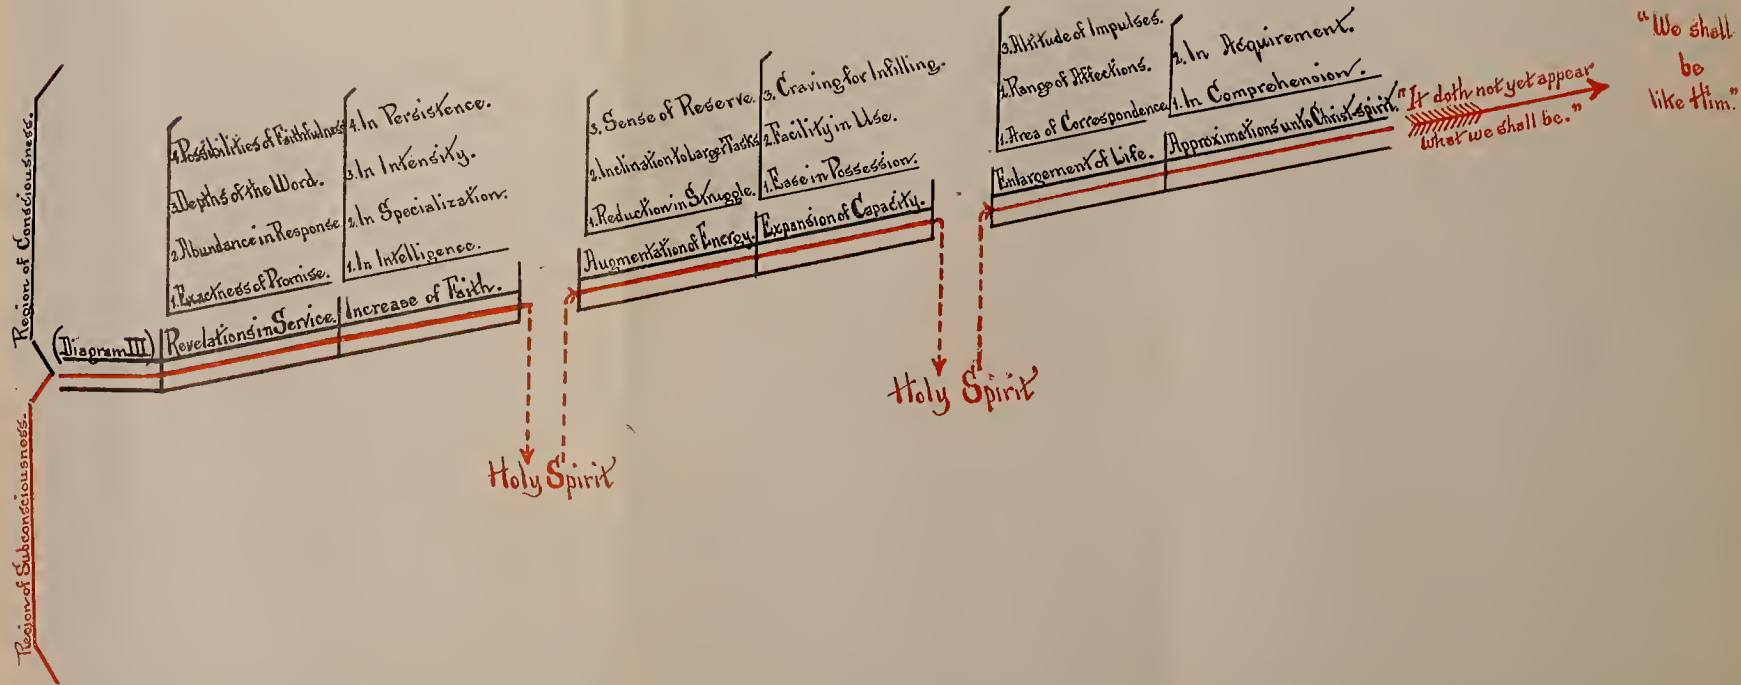 Region of Consciousness.
Region of Subconsciousness.
(Diagram III)
4. Possibilities of Faithfulness
3. Depths of the Word.
2. Abundance in Response
1. Exactness of Promise.
Revelations in Service.
4. In Persistence.
3. In Intensity.
2. In Specialization.
1. In Intelligence.
Increase of Faith.
Holy Spirit
3. Sense of Reserve.
2. Inclination to Larger Tasks
1. Reduction in Struggle.
Augmentation of Energy.
3. Craving for Infilling.
2. Facility in Use.
1. Ease in Possession.
Expansion of Capacity.
Holy Spirit
3. Altitude of Impulses.
2. Range of Affections.
1. Area of Correspondence
Enlargement of Life.
2. In Acquirement.
1. In Comprehension.
Approximations unto Christ-spirit.
"It doth not yet appear
what we shall be."
"We shall
be
like Him."